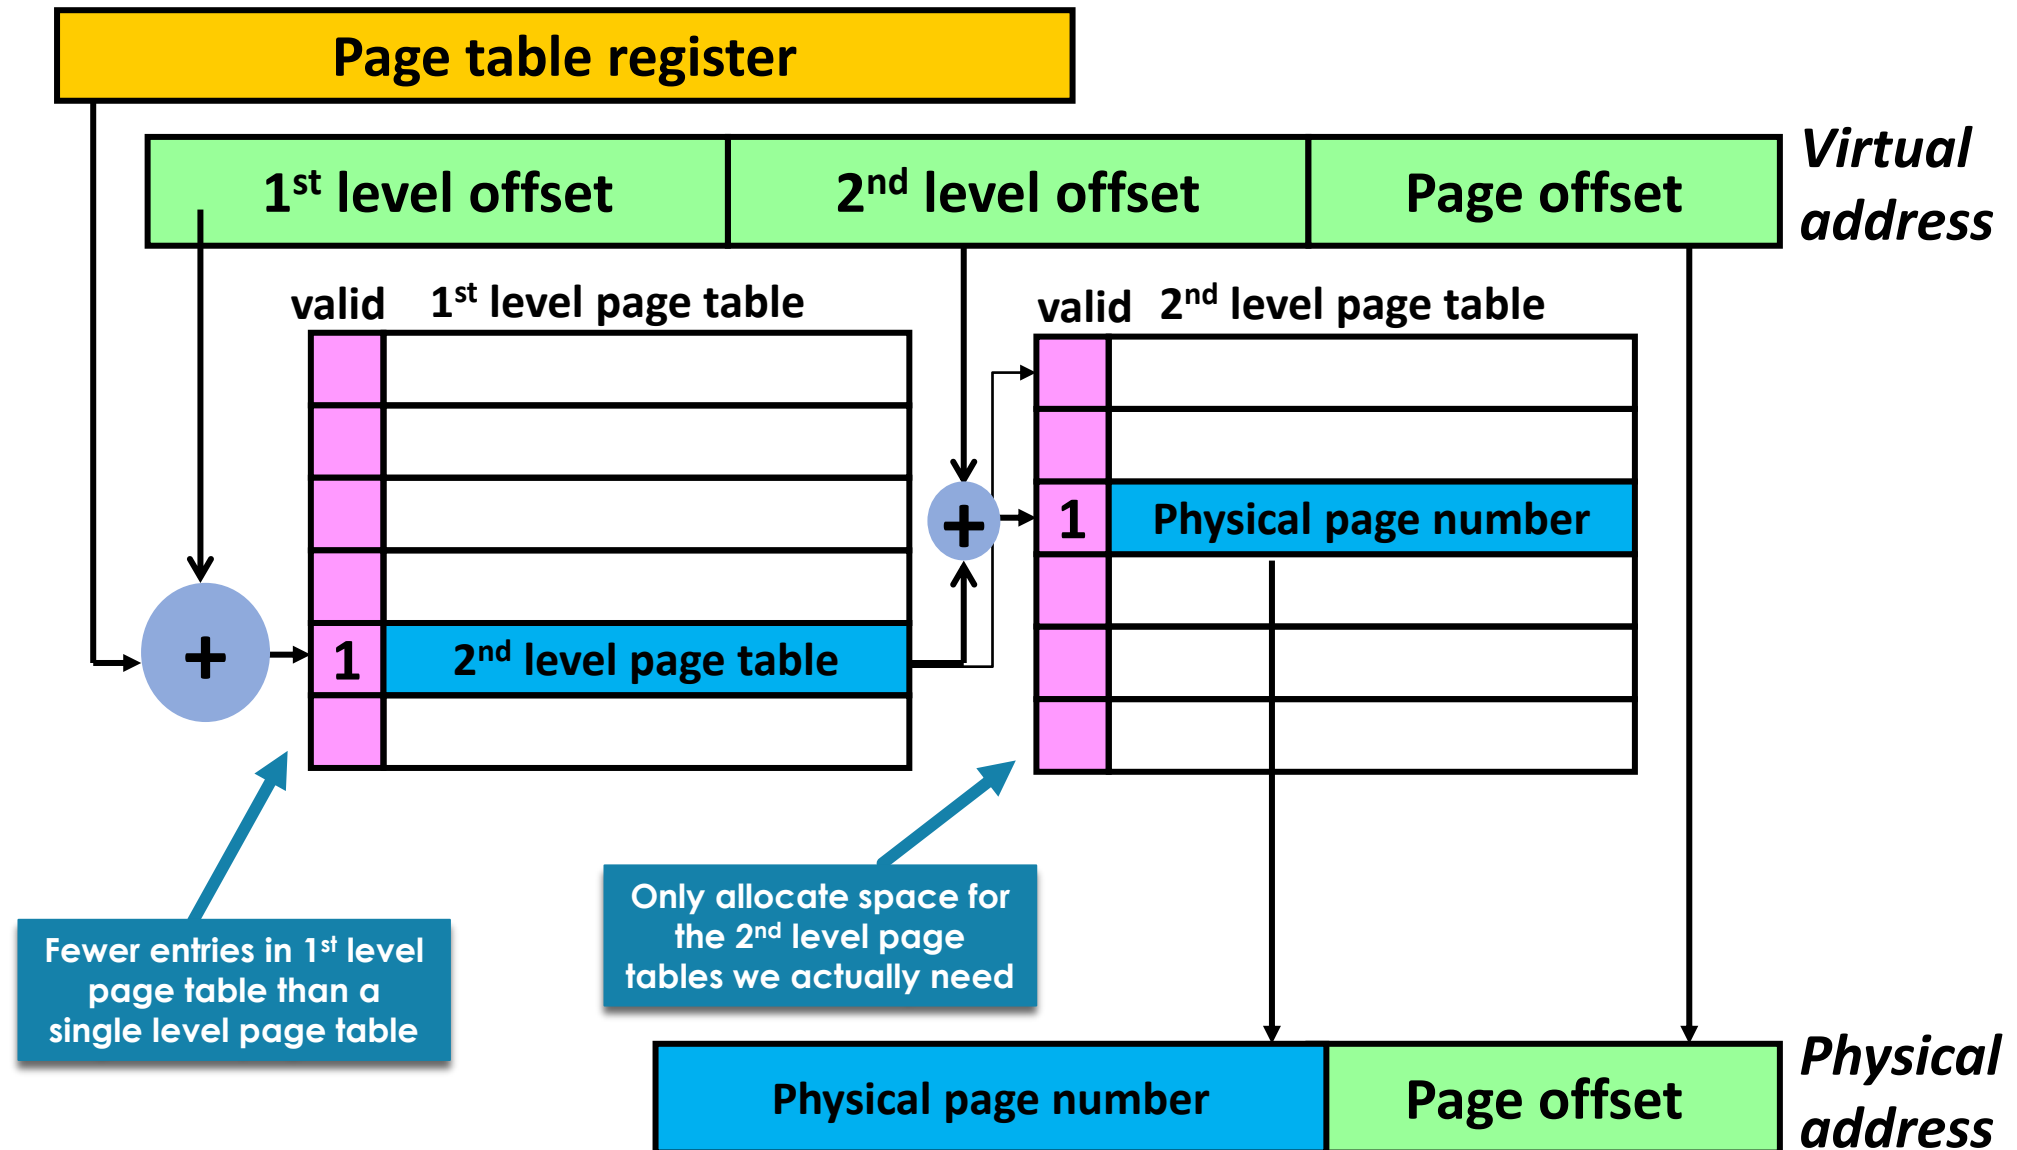 Page table register
1st level offset
2nd level offset
Page offset
Virtual
address
valid
1st level page table
valid
2nd level page table
+
1
2nd level page table
+
1
Physical page number
Fewer entries in 1st level
page table than a
single level page table
Only allocate space for
the 2nd level page
tables we actually need
Physical page number
Page offset
Physical
address